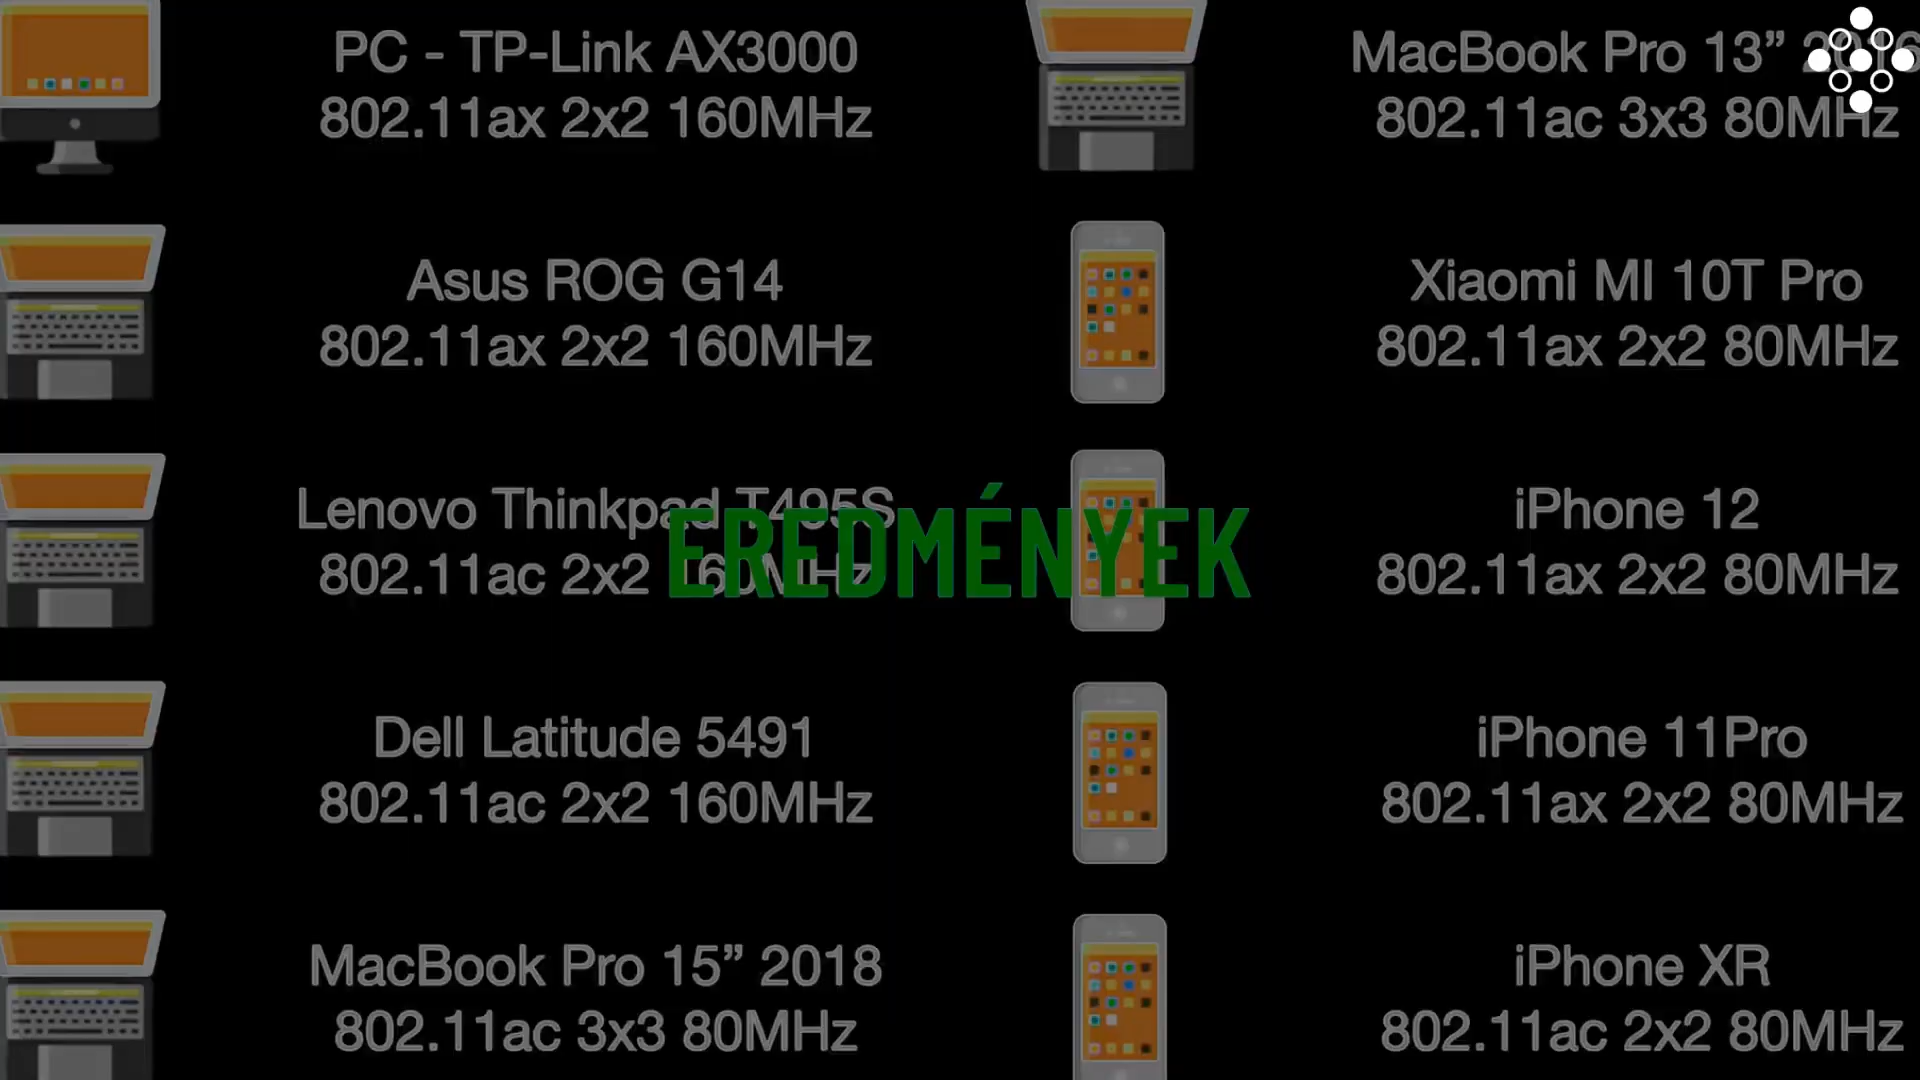 PC - TP-Link AX3000
802.11ax 2x2 160MHz
Asus ROG G14
802.11ax 2x2 160MHz
Lenovo Thinkpad T495S
802.11ac 2x2 160MHz
Dell Latitude 5491
802.11ac 2x2 160MHz
MacBook Pro 15” 2018
802.11ac 3x3 80MHz
MacBook Pro 13” 2016
802.11ac 3x3 80MHz
Xiaomi MI 10T Pro
802.11ax 2x2 80MHz
iPhone 12
802.11ax 2x2 80MHz
iPhone 11Pro
802.11ax 2x2 80MHz
iPhone XR
802.11ac 2x2 80MHz
EREDMÉNYEK